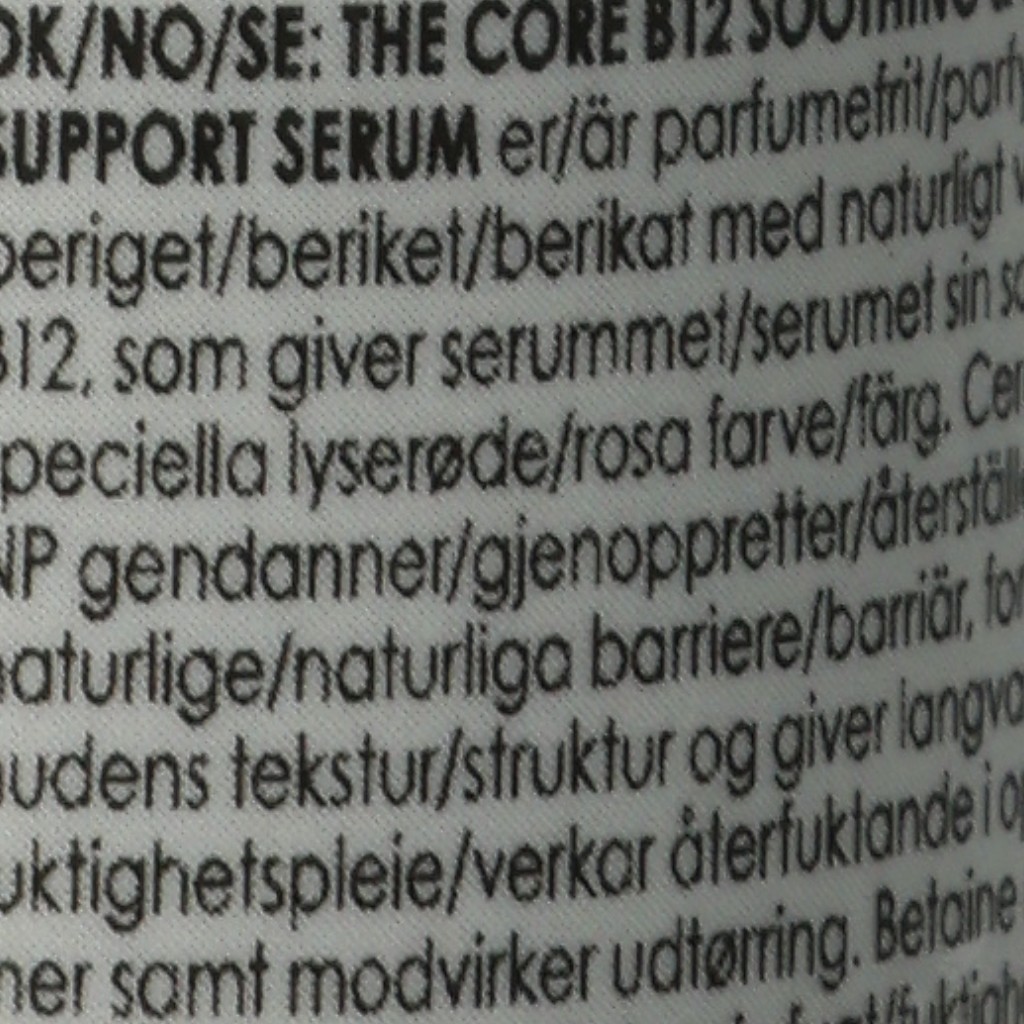 DK/NO/SE: THE CORE B12 SOOTHING
SUPPORT SERUM er/är parfumefrit/
beriget/beriket/berikat med naturligt
B12, som giver serummet/serumet sin
speciella lyserøde/rosa farve/färg.
NP gendanner/gjenoppretter/
naturlige/naturliga barriere/barriär,
hudens tekstur/struktur og giver
fuktighetspleie/verkar återfuktande i
samt modvirker udtørring. Betaine